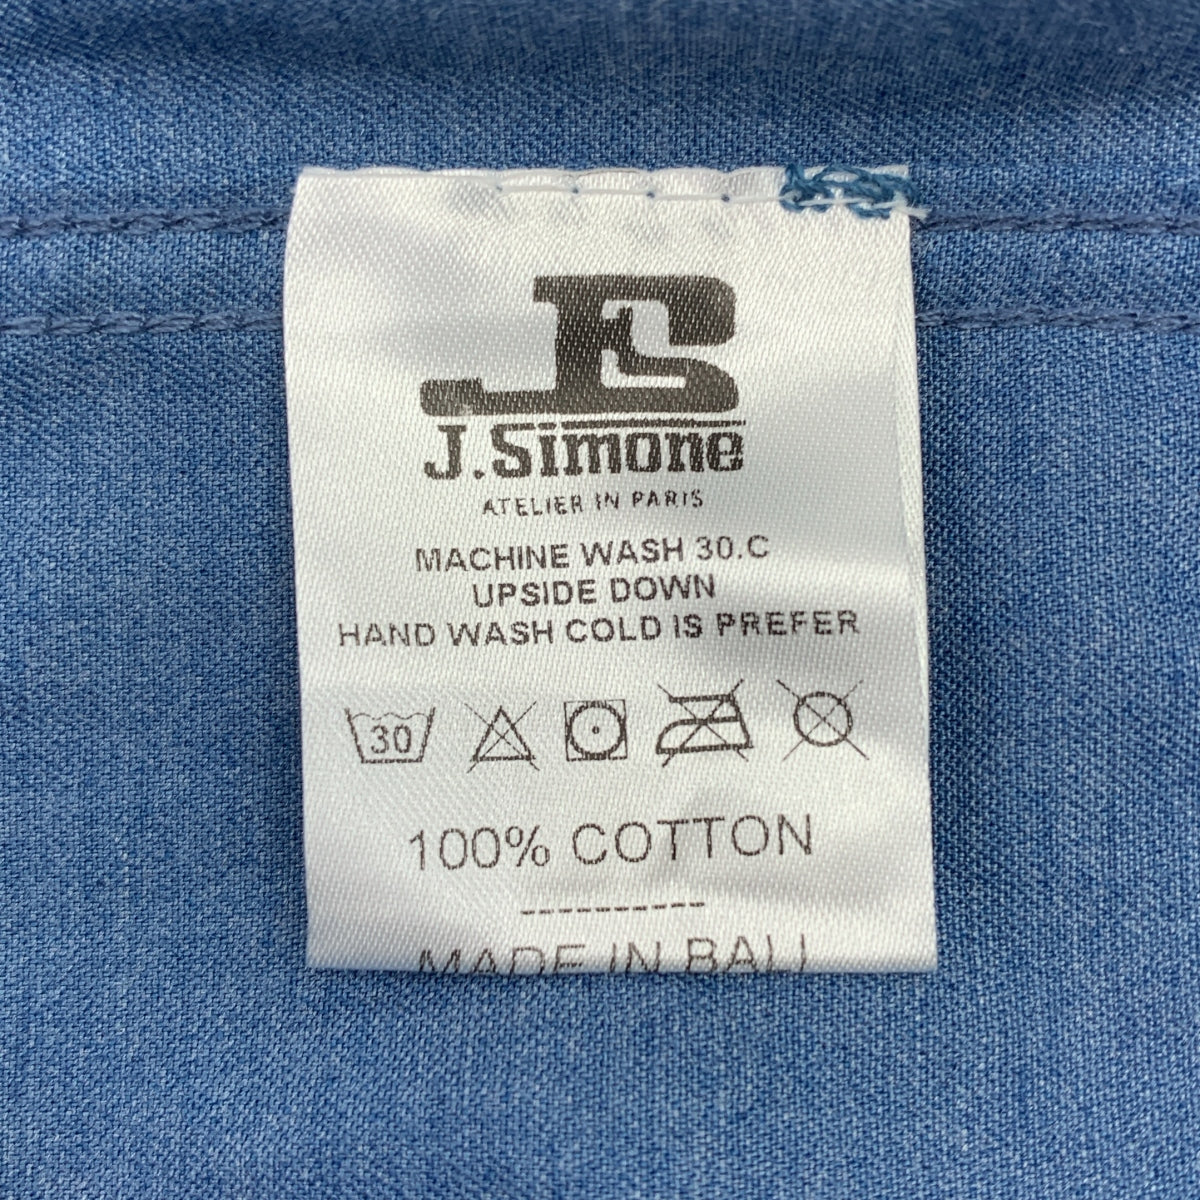 JS
J.Simone
ATELIER IN PARIS
MACHINE WASH 30.C
UPSIDE DOWN
HAND WASH COLD IS PREFER
30
100% COTTON
----------
MADE IN BALI